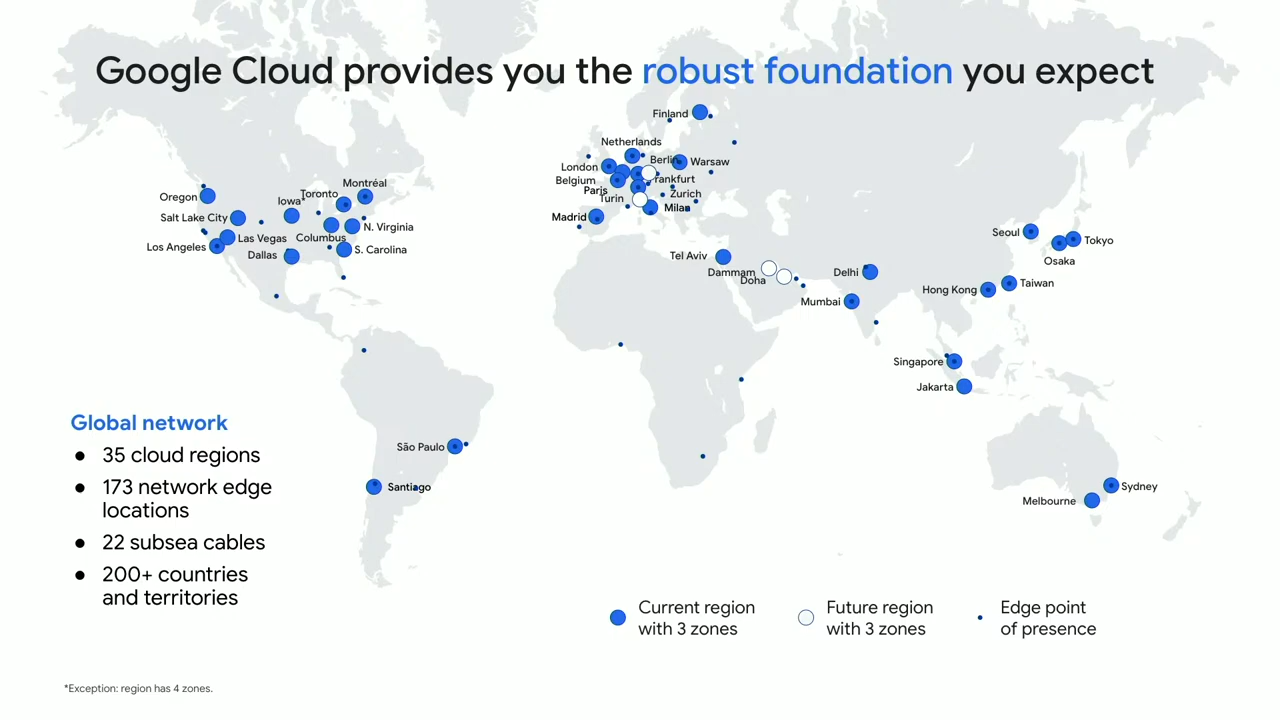 Google Cloud provides you the robust foundation you expect
Finland
Netherlands
London
Berlin
Warsaw
Belgium
rankfurt
Paris
Zurich
Turin
Milan
Madrid
Montréal
Toronto
Oregon
Iowa*
Salt Lake City
N. Virginia
Las Vegas
Columbus
Los Angeles
Dallas
S. Carolina
Tel Aviv
Dammam
Doha
Delhi
Mumbai
Seoul
Tokyo
Osaka
Hong Kong
Taiwan
Singapore
Jakarta
São Paulo
Santiago
Sydney
Melbourne
Global network
● 35 cloud regions
● 173 network edge
locations
● 22 subsea cables
● 200+ countries
and territories
Current region
with 3 zones
Future region
with 3 zones
Edge point
of presence
*Exception: region has 4 zones.